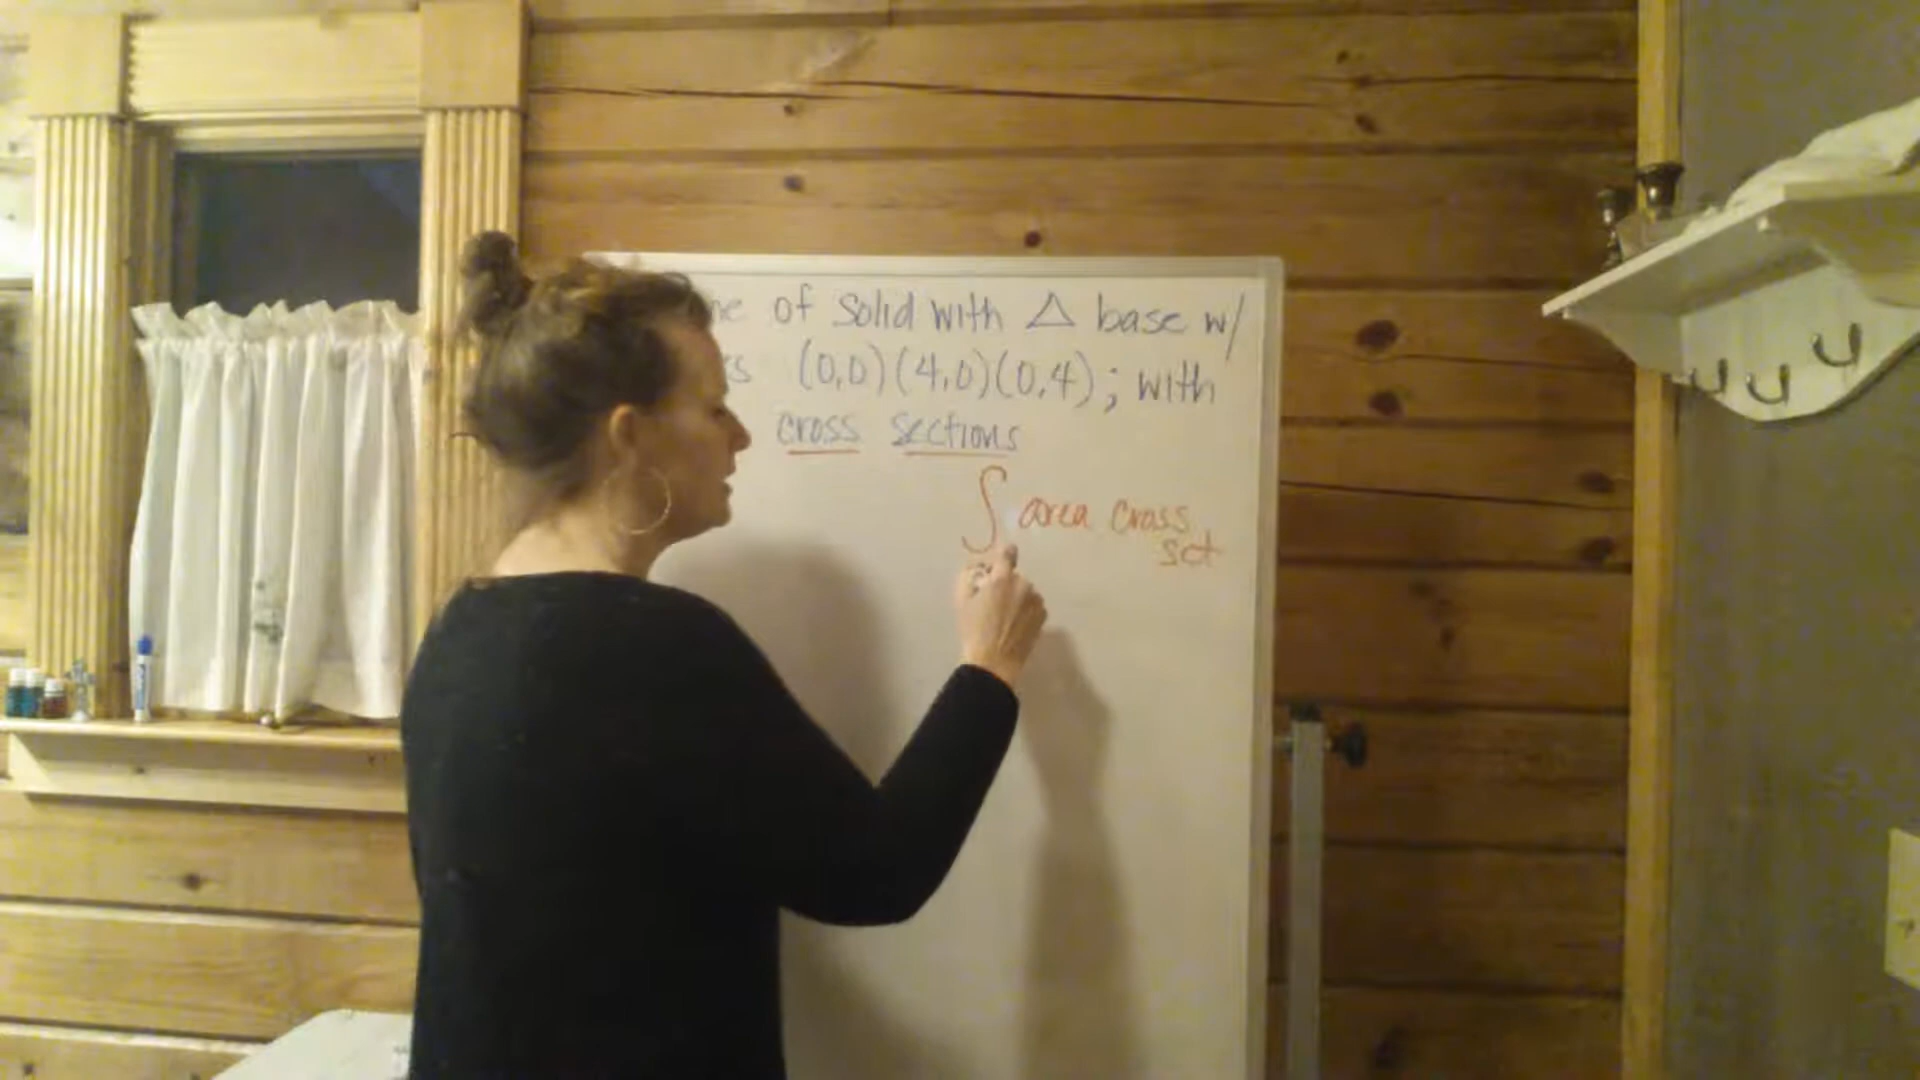 of Solid with △ base w/
(0,0)(4,0)(0,4); with
cross sections
∫ area cross
sct